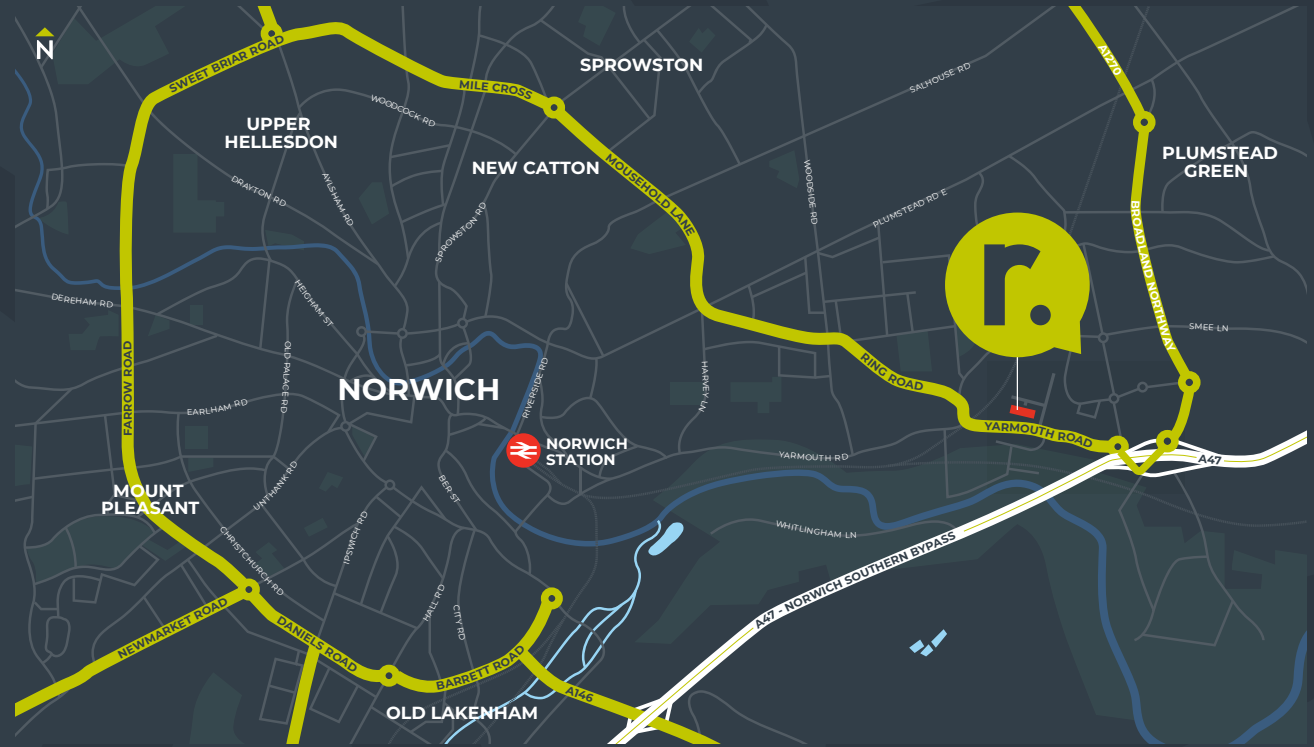 N
SWEET BRIAR ROAD
MILE CROSS
SPROWSTON
SALHOUSE RD
A1270
WOODCOCK RD
UPPER
HELLESDON
NEW CATTON
MOUSEHOLD LANE
PLUMSTEAD
GREEN
DRAYTON RD
AYLSHAM RD
SPROWSTON RD
WOODSIDE RD
PLUMSTEAD RD E
BROADLAND NORTHWAY
r.
DEREHAM RD
HEIGHAM ST
SMEE LN
FARROW ROAD
OLD PALACE RD
NORWICH
RIVERSIDE RD
HARVEY LN
RING ROAD
EARLHAM RD
YARMOUTH ROAD
NORWICH
STATION
YARMOUTH RD
A47
MOUNT
PLEASANT
UNTHANK RD
BER ST
CHRISTCHURCH RD
IPSWICH RD
WHITLINGHAM LN
A47 - NORWICH SOUTHERN BYPASS
HALL RD
CITY RD
NEWMARKET ROAD
DANIELS ROAD
BARRETT ROAD
A146
OLD LAKENHAM